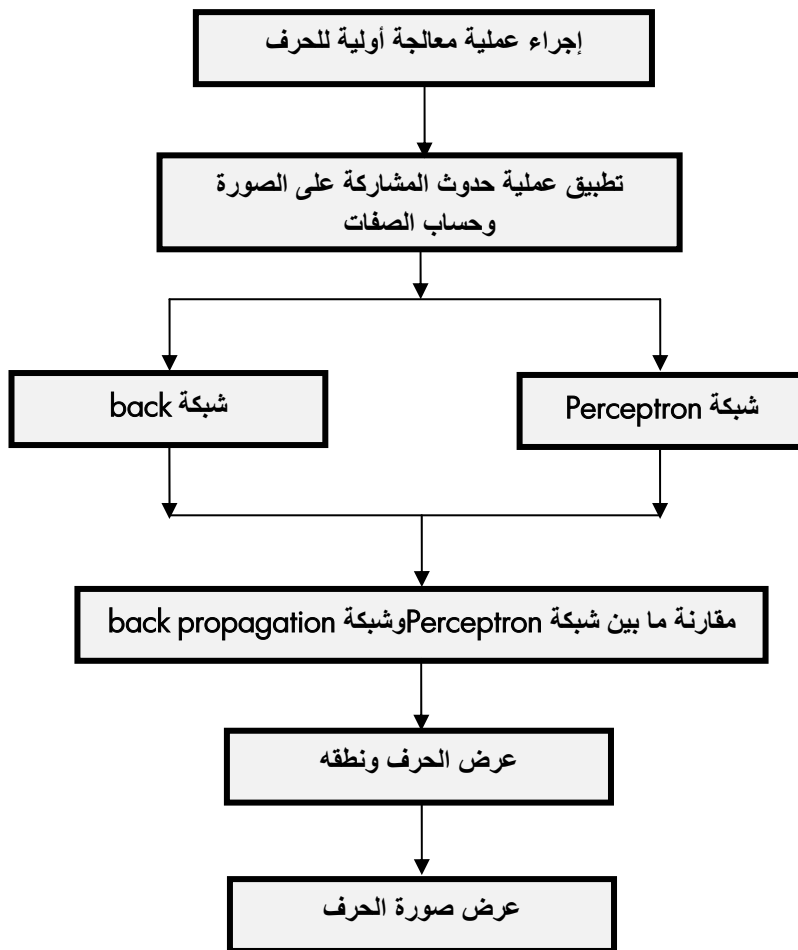 إجراء عملية معالجة أولية للحرف
تطبيق عملية حدوث المشاركة على الصورة
وحساب الصفات
شبكة Perceptron
شبكة back
مقارنة ما بين شبكة Perceptronوشبكة back propagation
عرض الحرف ونطقه
عرض صورة الحرف